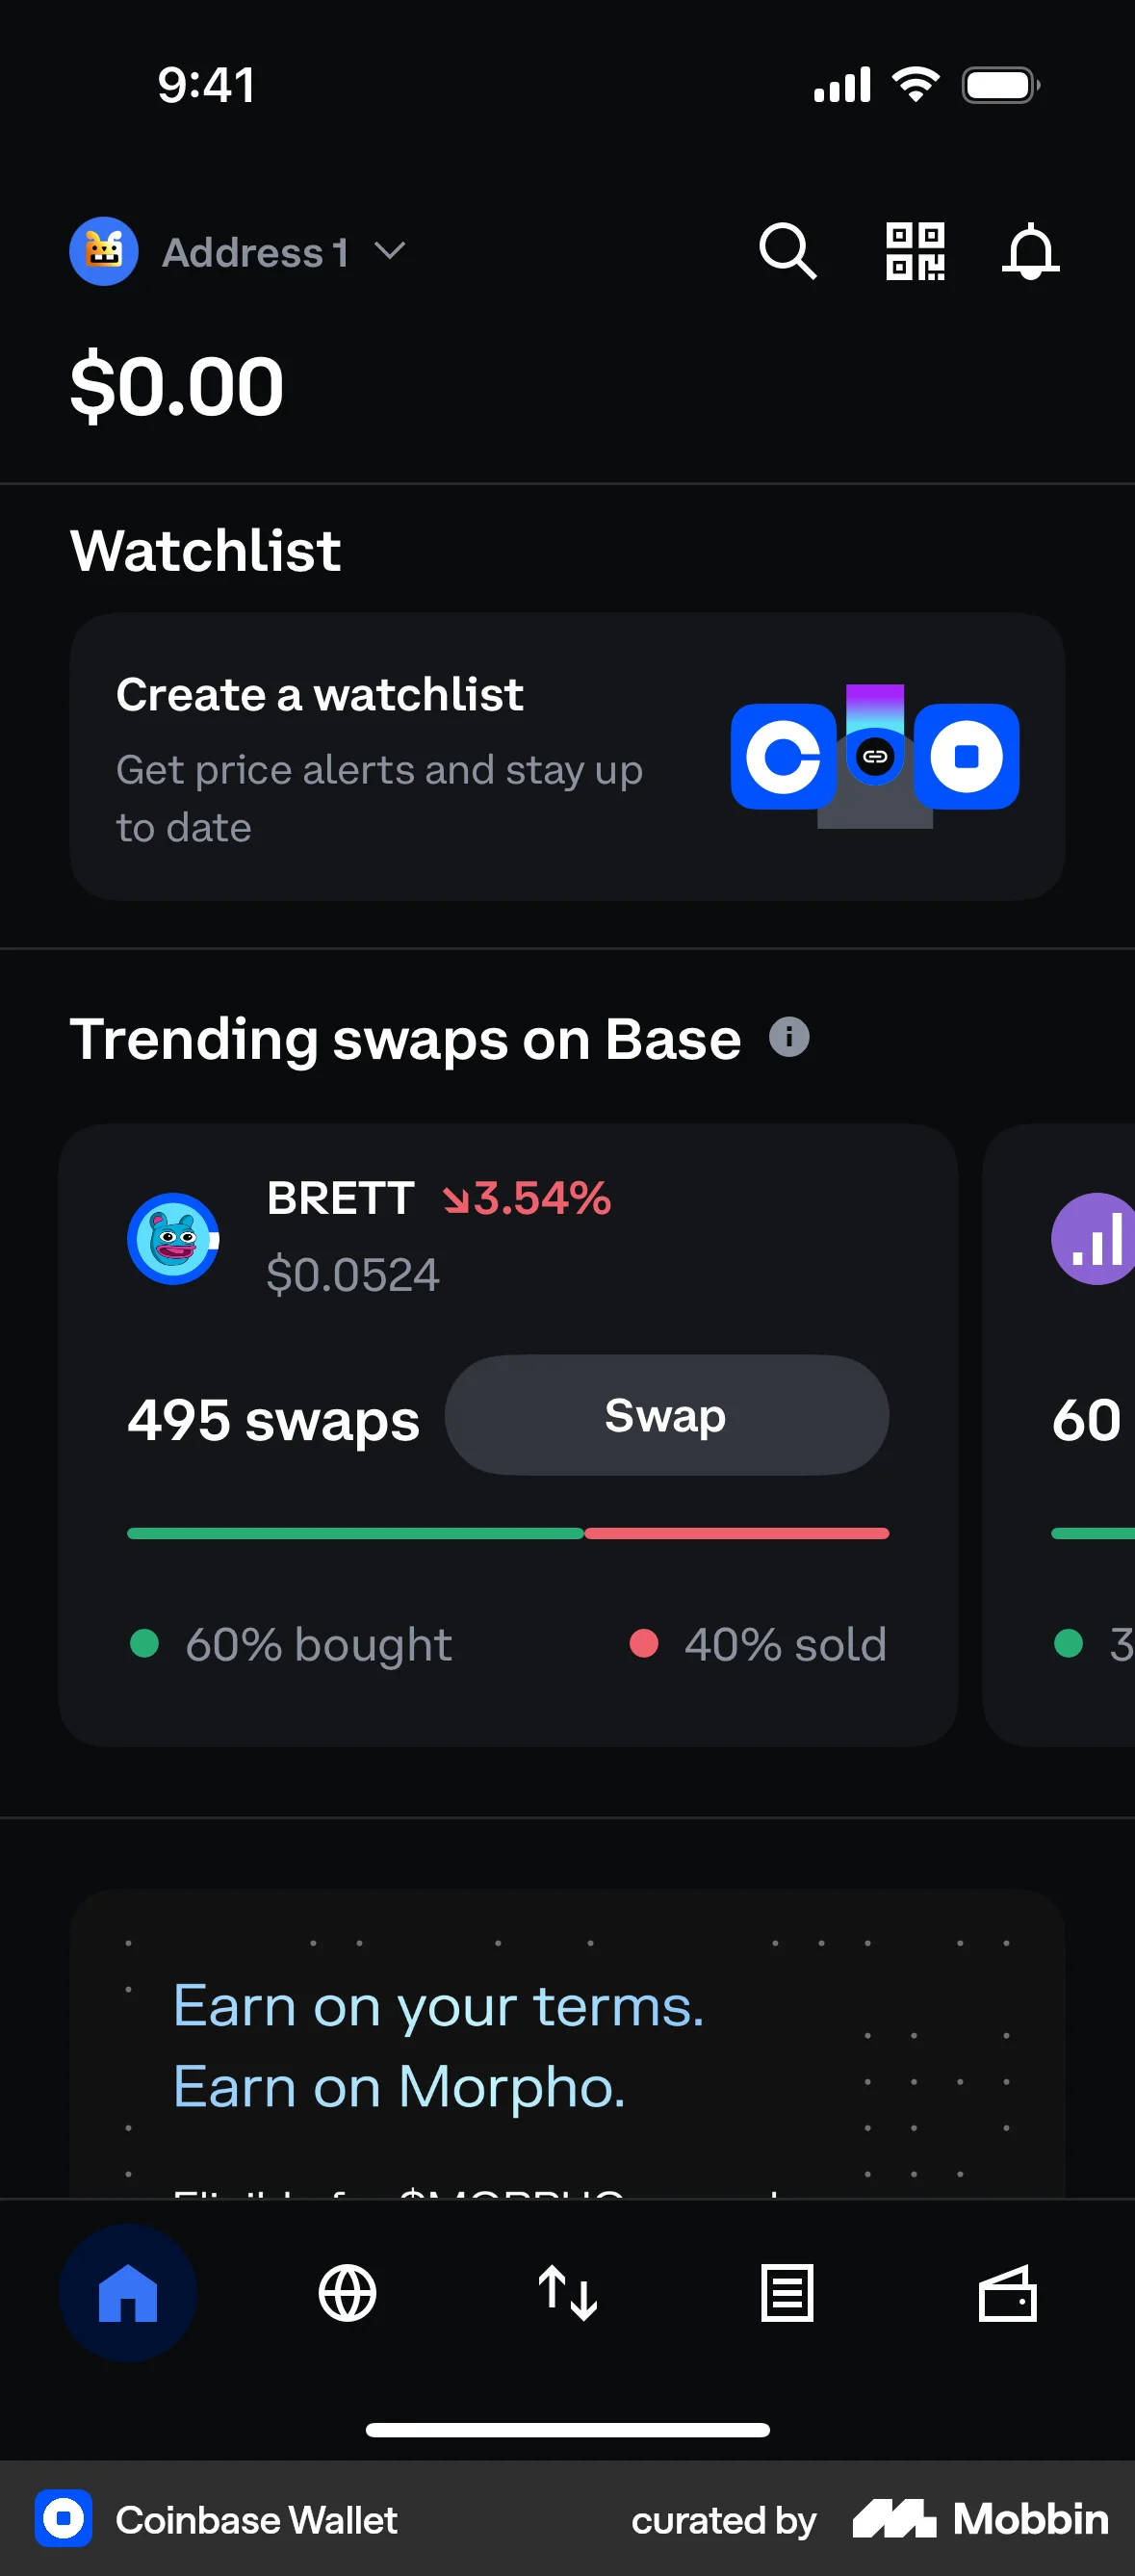 9:41
Address 1
$0.00
Watchlist
Create a watchlist
Get price alerts and stay up
to date
Trending swaps on Base
BRETT ↘3.54%
$0.0524
495 swaps
Swap
60
60% bought
40% sold
3
Earn on your terms.
Earn on Morpho.
Coinbase Wallet
curated by Mobbin